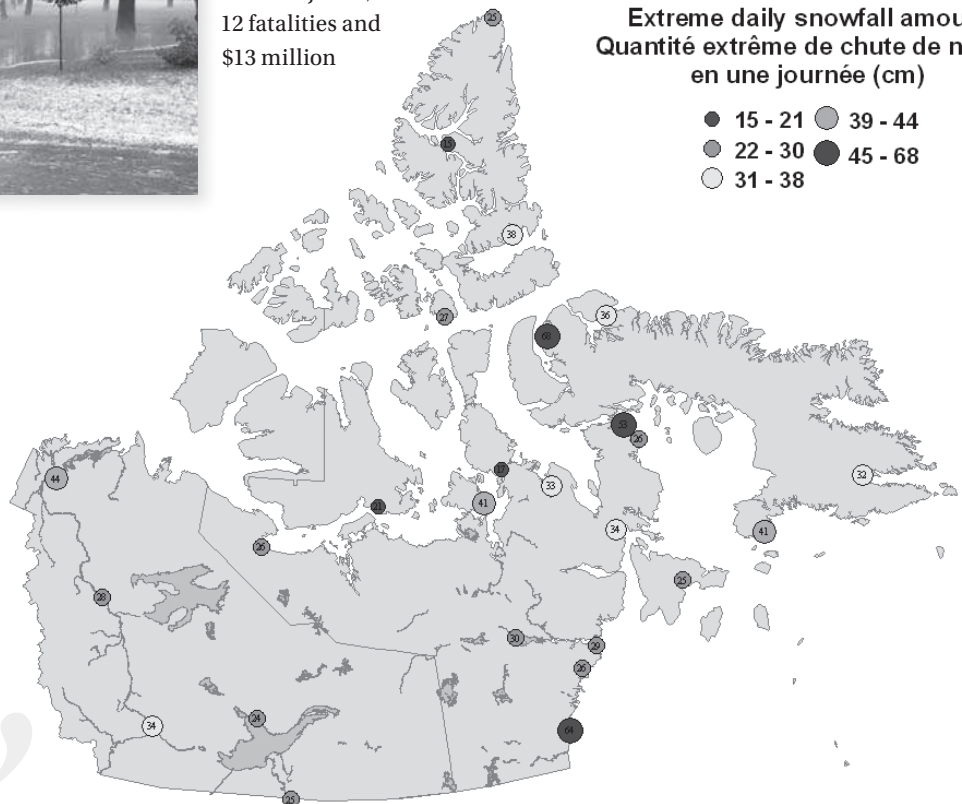 12 fatalities and
$13 million
Extreme daily snowfall
Quantité extrême de chute de
en une journée (cm)
15 - 21
39 - 44
22 - 30
45 - 68
31 - 38
25
15
38
27
36
68
53
26
44
17
33
32
21
41
34
41
26
25
28
30
29
26
34
24
64
25